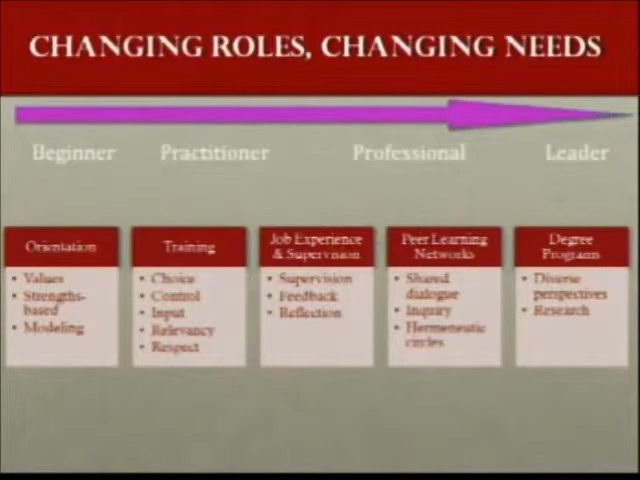 CHANGING ROLES, CHANGING NEEDS
Beginner Practitioner Professional Leader
Orientation
• Values
• Strengths-
based
• Modeling
Training
• Choice
• Control
• Input
• Relevancy
• Respect
Job Experience
& Supervision
• Supervision
• Feedback
• Reflection
Peer Learning
Networks
• Shared
dialogue
• Inquiry
• Hermeneutic
circles
Degree
Programs
• Diverse
perspectives
• Research